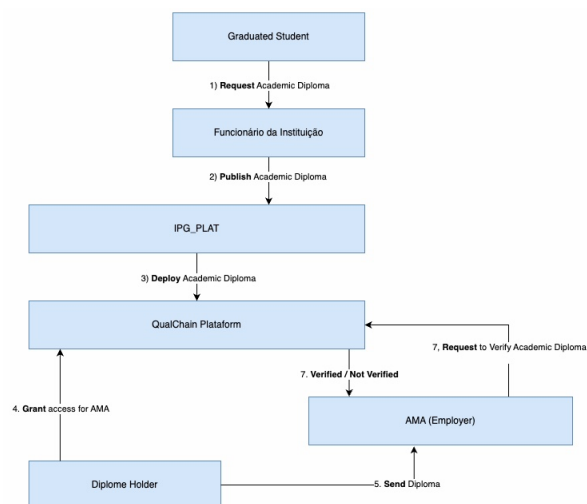 Graduated Student
1) Request Academic Diploma
Funcionário da Instituição
2) Publish Academic Diploma
IPG_PLAT
3) Deploy Academic Diploma
QualChain Plataform
7, Request to Verify Academic Diploma
7. Verified / Not Verified
4. Grant access for AMA
AMA (Employer)
Diplome Holder
5. Send Diploma